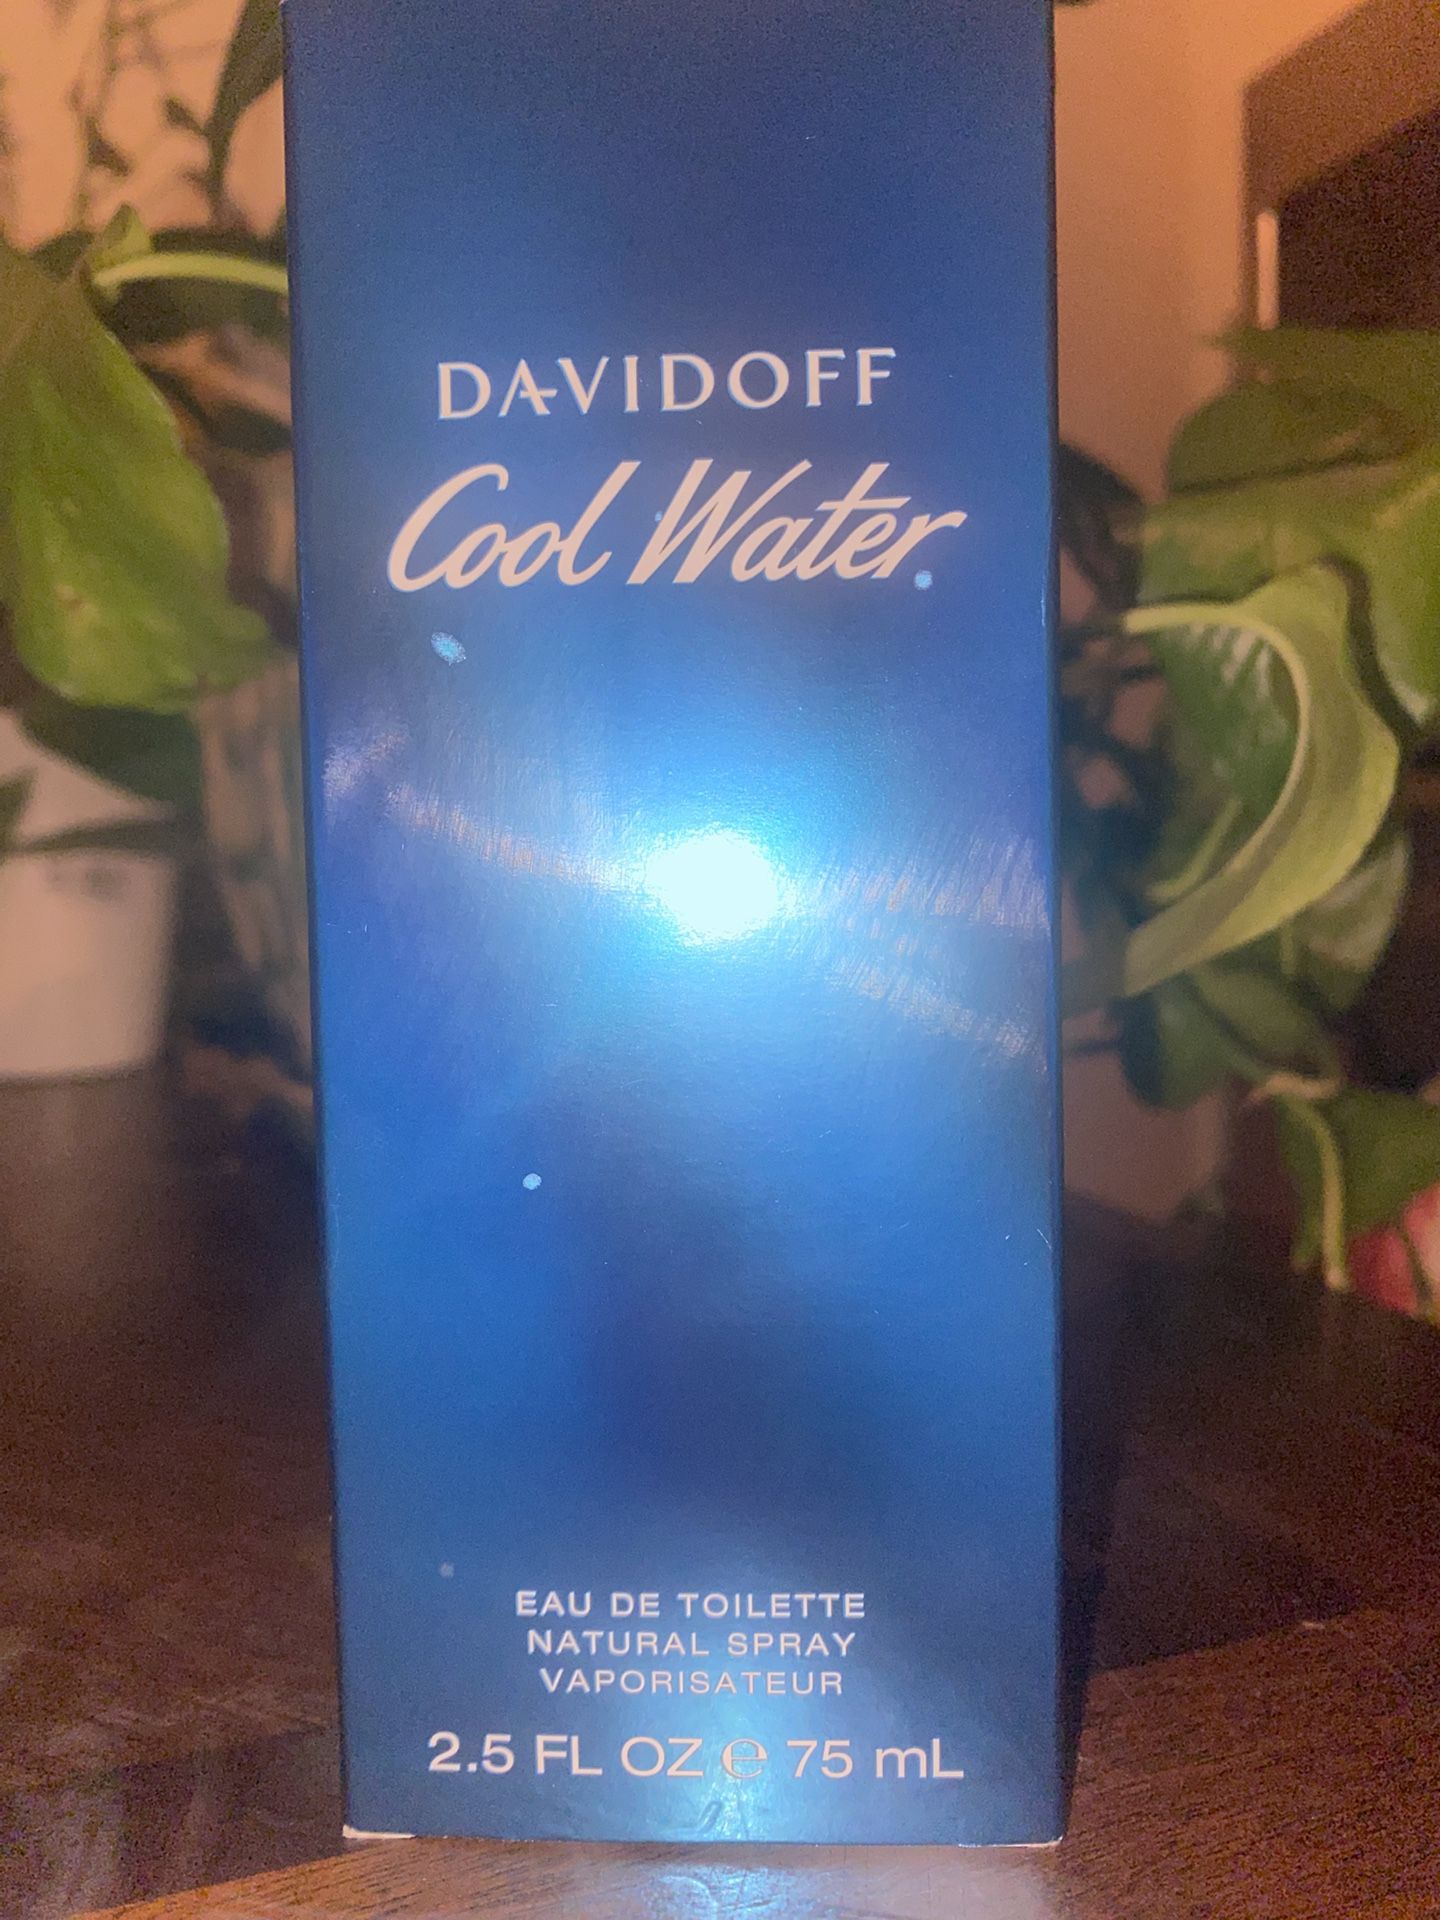 DAVIDOFF
Cool Water
EAU DE TOILETTE
NATURAL SPRAY
VAPORISATEUR
2.5 FL OZ ℮ 75 mL